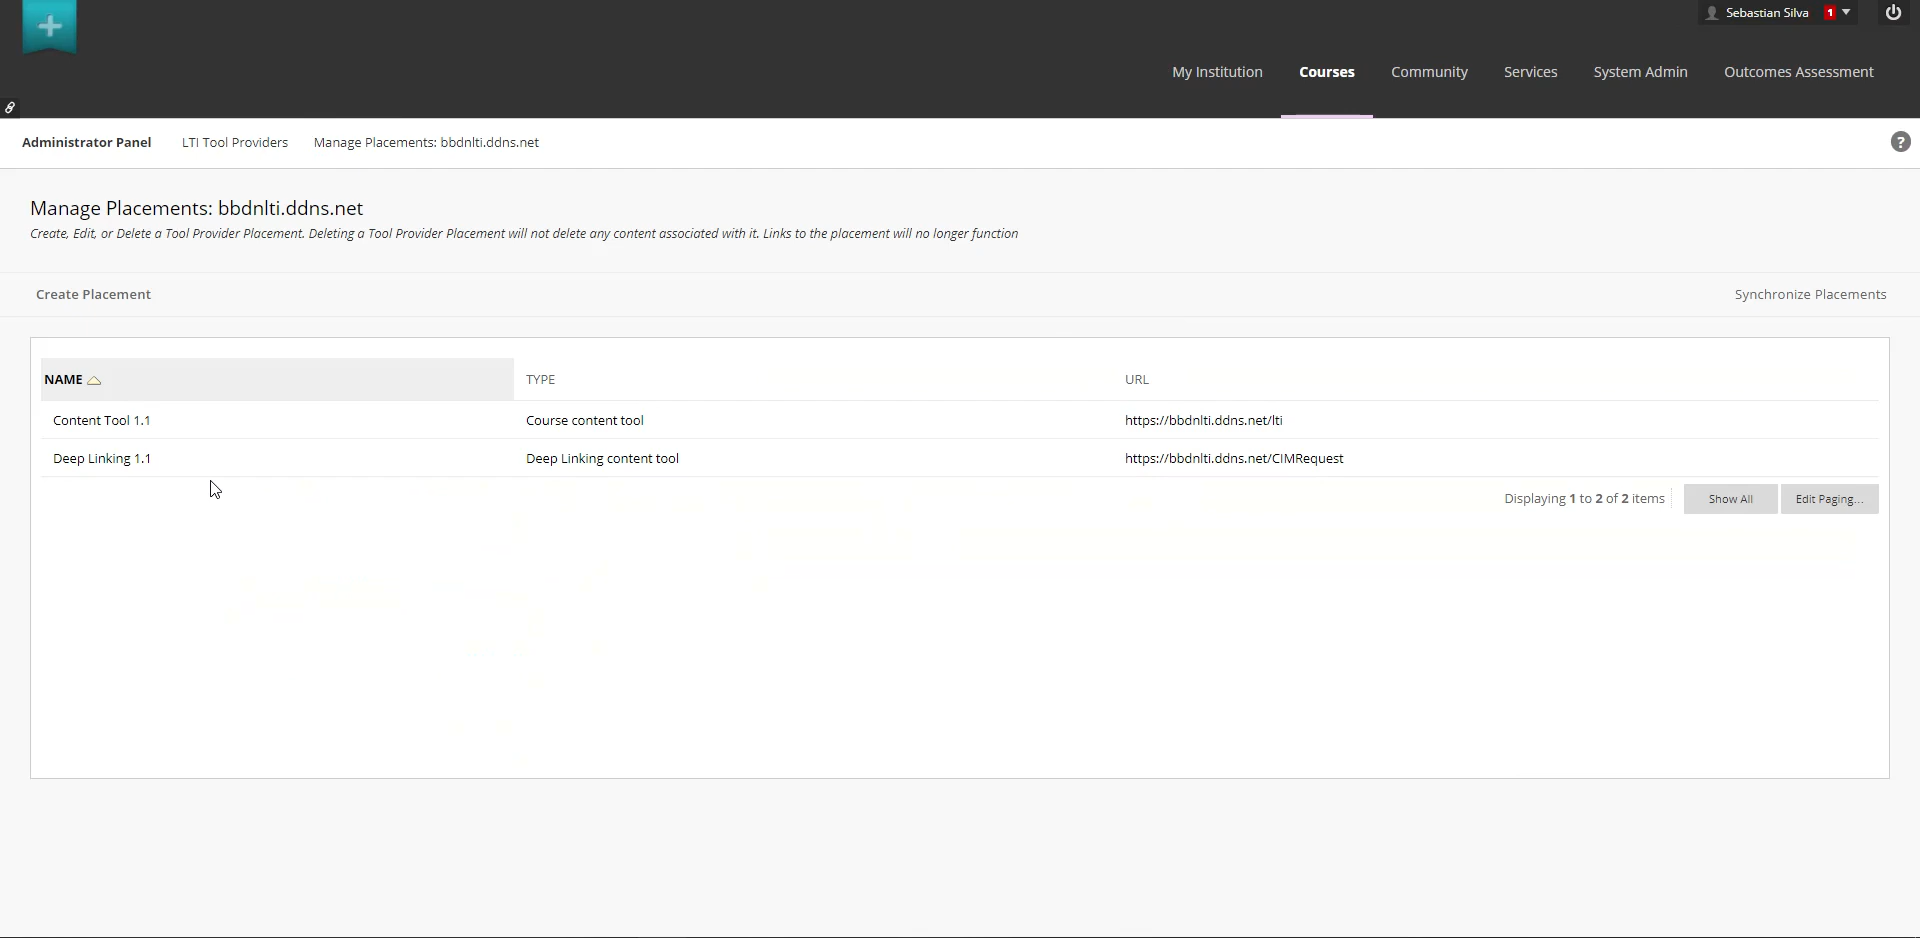 Sebastian Silva 1
My Institution Courses Community Services System Admin Outcomes Assessment
Administrator Panel LTI Tool Providers Manage Placements: bbdnlti.ddns.net ?
Manage Placements: bbdnlti.ddns.net
Create, Edit, or Delete a Tool Provider Placement. Deleting a Tool Provider Placement will not delete any content associated with it. Links to the placement will no longer function
Create Placement Synchronize Placements
NAME TYPE URL
Content Tool 1.1 Course content tool https://bbdnlti.ddns.net/lti
Deep Linking 1.1 Deep Linking content tool https://bbdnlti.ddns.net/CIMRequest
Displaying 1 to 2 of 2 items Show All Edit Paging...